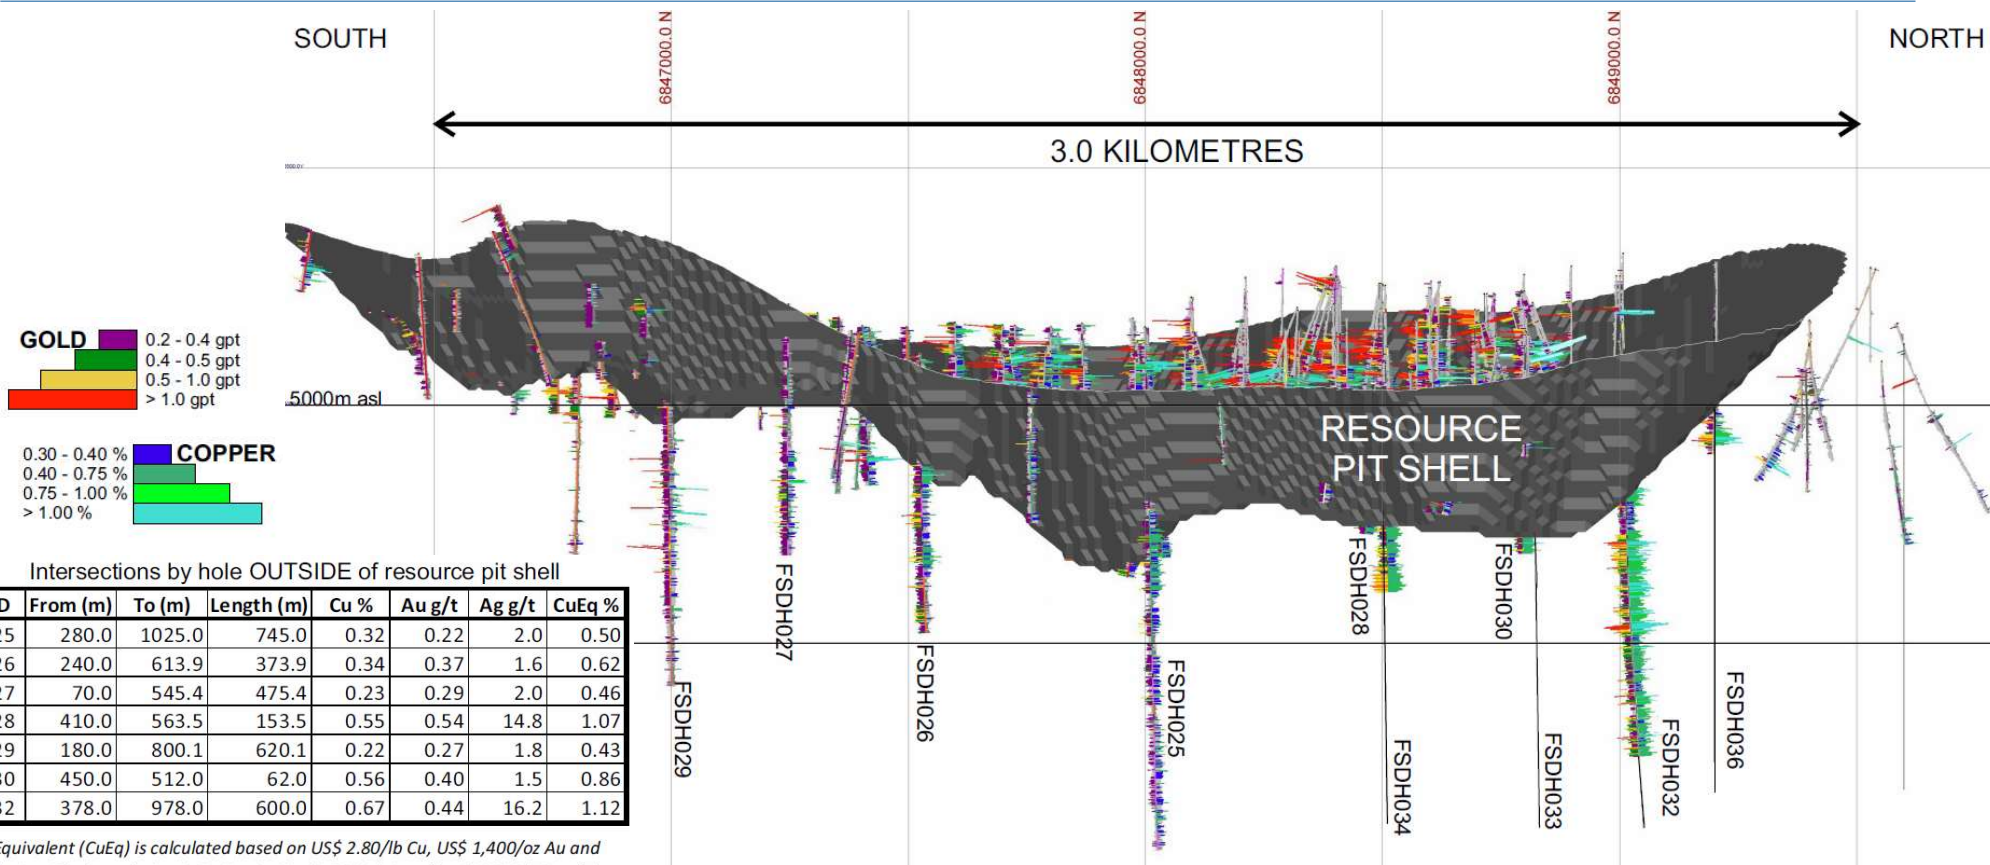 SOUTH
6847000.0 N
6848000.0 N
6849000.0 N
NORTH
3.0 KILOMETRES
GOLD
0.2 - 0.4 gpt
0.4 - 0.5 gpt
0.5 - 1.0 gpt
> 1.0 gpt
5000m asl
0.30 - 0.40 %
COPPER
0.40 - 0.75 %
0.75 - 1.00 %
> 1.00 %
RESOURCE
PIT SHELL
FSDH029
FSDH027
FSDH026
FSDH025
FSDH028
FSDH034
FSDH030
FSDH033
FSDH032
FSDH036
Intersections by hole OUTSIDE of resource pit shell
D From (m) To (m) Length (m) Cu % Au g/t Ag g/t CuEq %
25 280.0 1025.0 745.0 0.32 0.22 2.0 0.50
26 240.0 613.9 373.9 0.34 0.37 1.6 0.62
27 70.0 545.4 475.4 0.23 0.29 2.0 0.46
28 410.0 563.5 153.5 0.55 0.54 14.8 1.07
29 180.0 800.1 620.1 0.22 0.27 1.8 0.43
30 450.0 512.0 62.0 0.56 0.40 1.5 0.86
32 378.0 978.0 600.0 0.67 0.44 16.2 1.12
Equivalent (CuEq) is calculated based on US$ 2.80/lb Cu, US$ 1,400/oz Au and